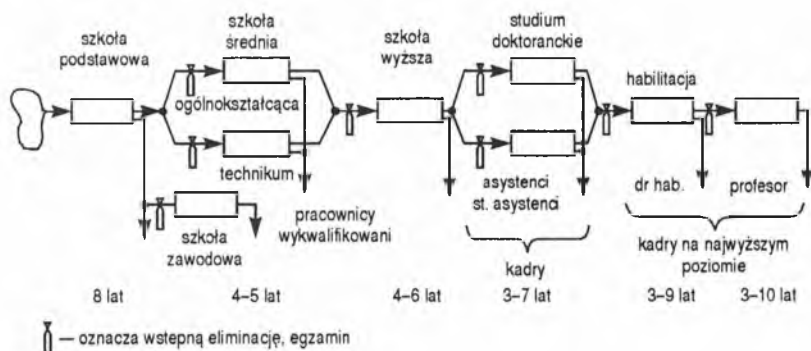 szkoła
podstawowa
szkoła
średnia
ogólnokształcąca
technikum
szkoła
zawodowa
pracownicy
wykwalifikowani
szkoła
wyższa
studium
doktoranckie
asystenci
st. asystenci
kadry
habilitacja
dr hab.
profesor
kadry na najwyższym
poziomie
8 lat
4–5 lat
4–6 lat
3–7 lat
3–9 lat
3–10 lat
— oznacza wstępną eliminację, egzamin